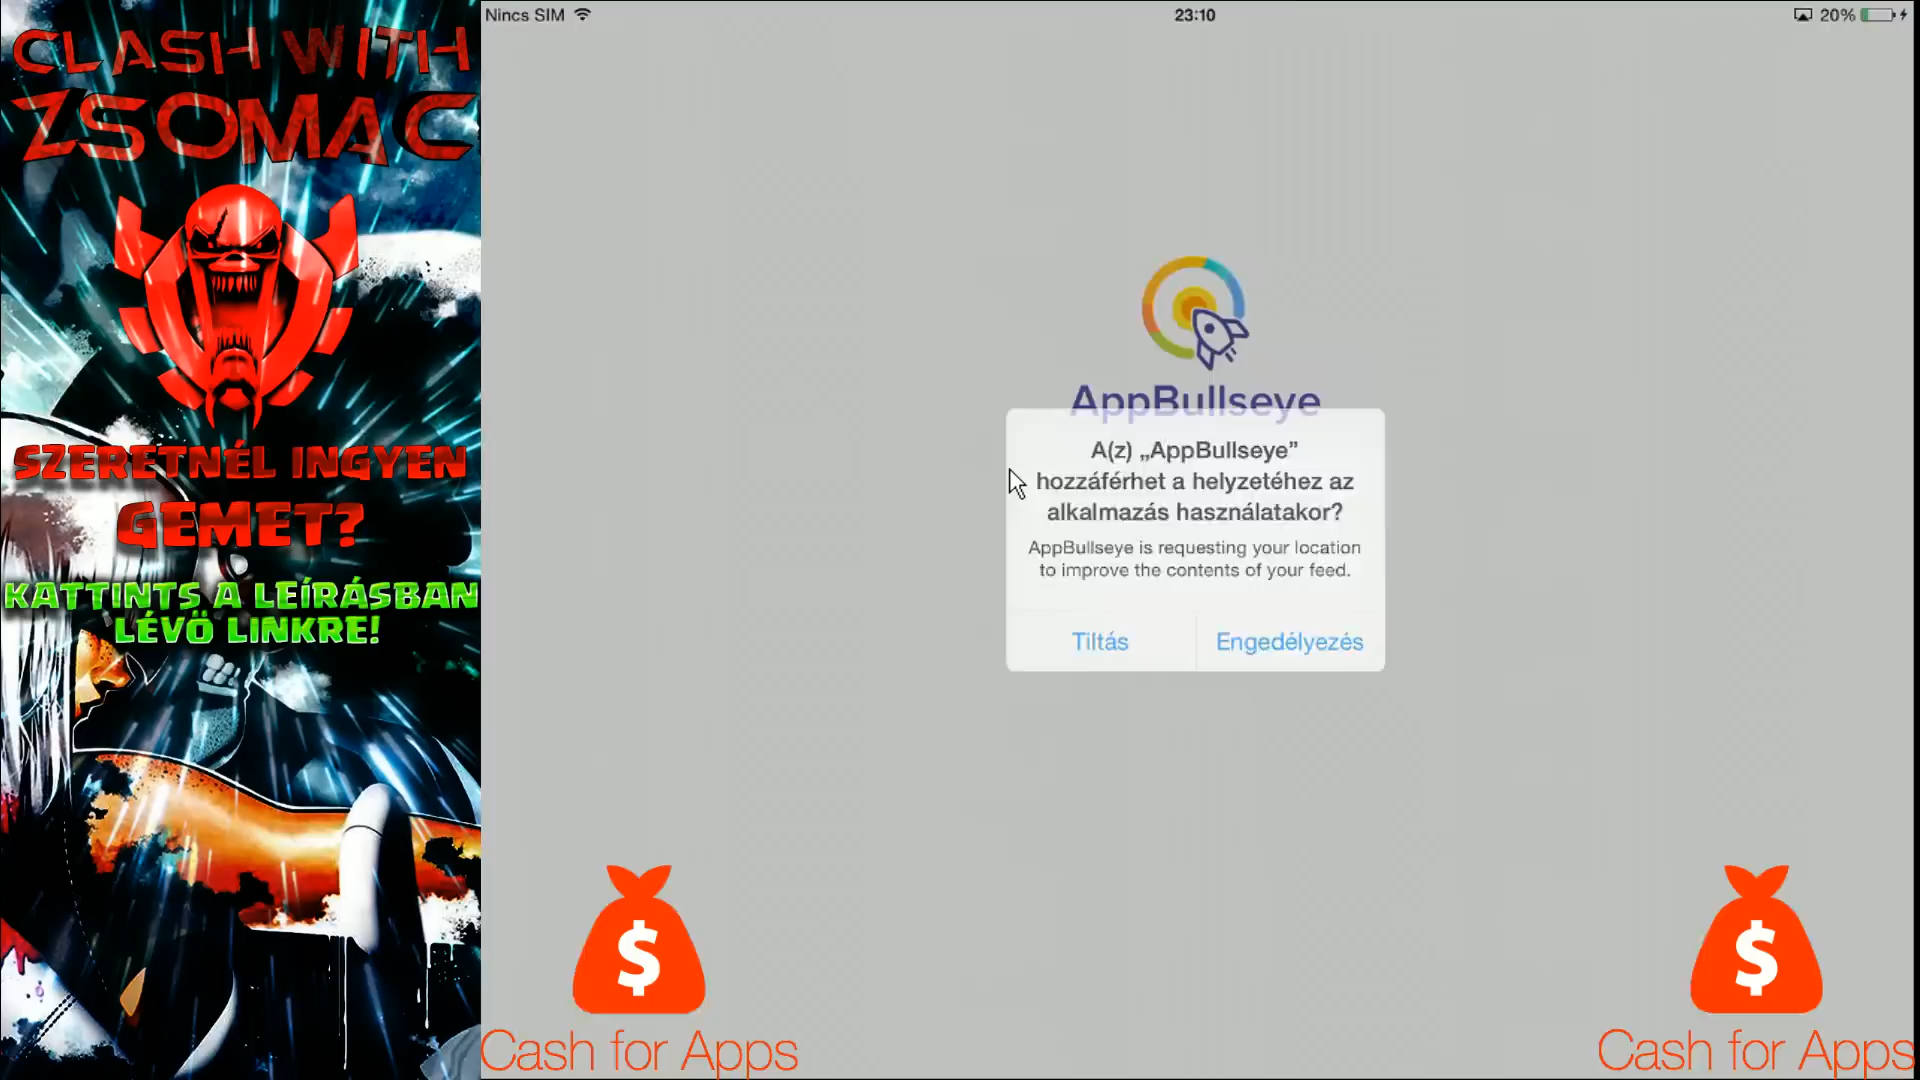 CLASH WITH
ZSOMAC
SZERETNÉL INGYEN
GEMET?
KATTINTS A LEÍRÁSBAN
LÉVŐ LINKRE!
Nincs SIM
23:10
20%
AppBullseye
A(z) „AppBullseye”
hozzáférhet a helyzetéhez az
alkalmazás használatakor?
AppBullseye is requesting your location
to improve the contents of your feed.
Tiltás
Engedélyezés
$
Cash for Apps
$
Cash for Apps